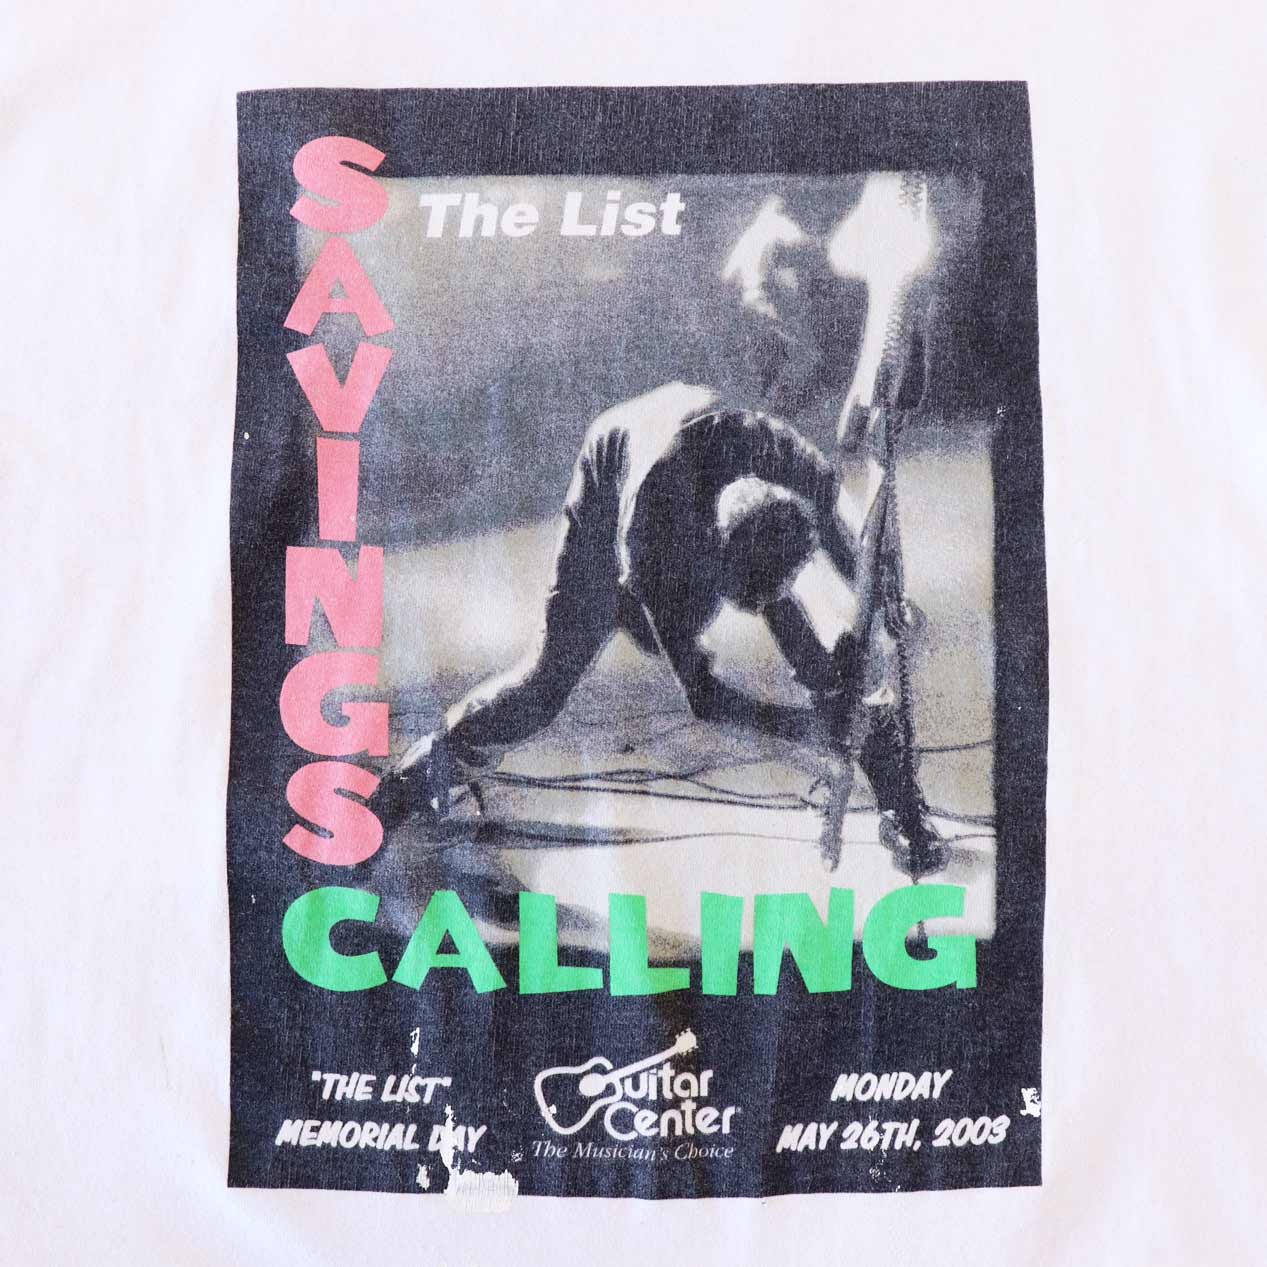 The List
SAVINGS
CALLING
"THE LIST"
MEMORIAL DAY
Guitar
Center
The Musician's Choice
MONDAY
MAY 26TH, 2003